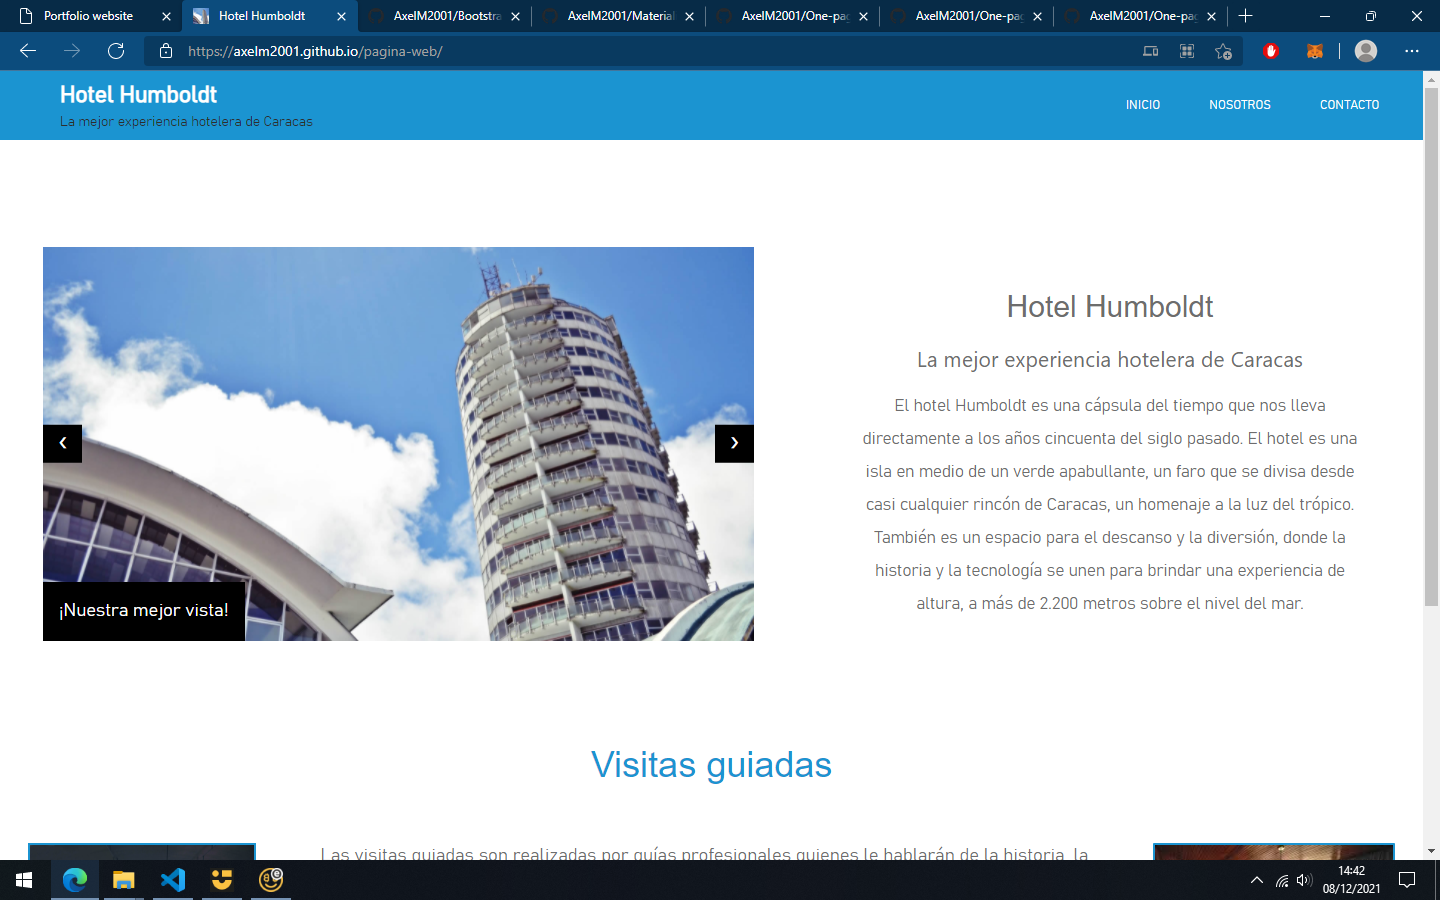 Portfolio website
Hotel Humboldt
AxelM2001/Bootstra
AxelM2001/Material
AxelM2001/One-pag
AxelM2001/One-pag
AxelM2001/One-pag
https://axelm2001.github.io/pagina-web/
Hotel Humboldt
La mejor experiencia hotelera de Caracas
INICIO
NOSOTROS
CONTACTO
¡Nuestra mejor vista!
Hotel Humboldt
La mejor experiencia hotelera de Caracas
El hotel Humboldt es una cápsula del tiempo que nos lleva
directamente a los años cincuenta del siglo pasado. El hotel es una
isla en medio de un verde apabullante, un faro que se divisa desde
casi cualquier rincón de Caracas, un homenaje a la luz del trópico.
También es un espacio para el descanso y la diversión, donde la
historia y la tecnología se unen para brindar una experiencia de
altura, a más de 2.200 metros sobre el nivel del mar.
Visitas guiadas
Las visitas guiadas son realizadas por guías profesionales quienes le hablarán de la historia, la
14:42
08/12/2021